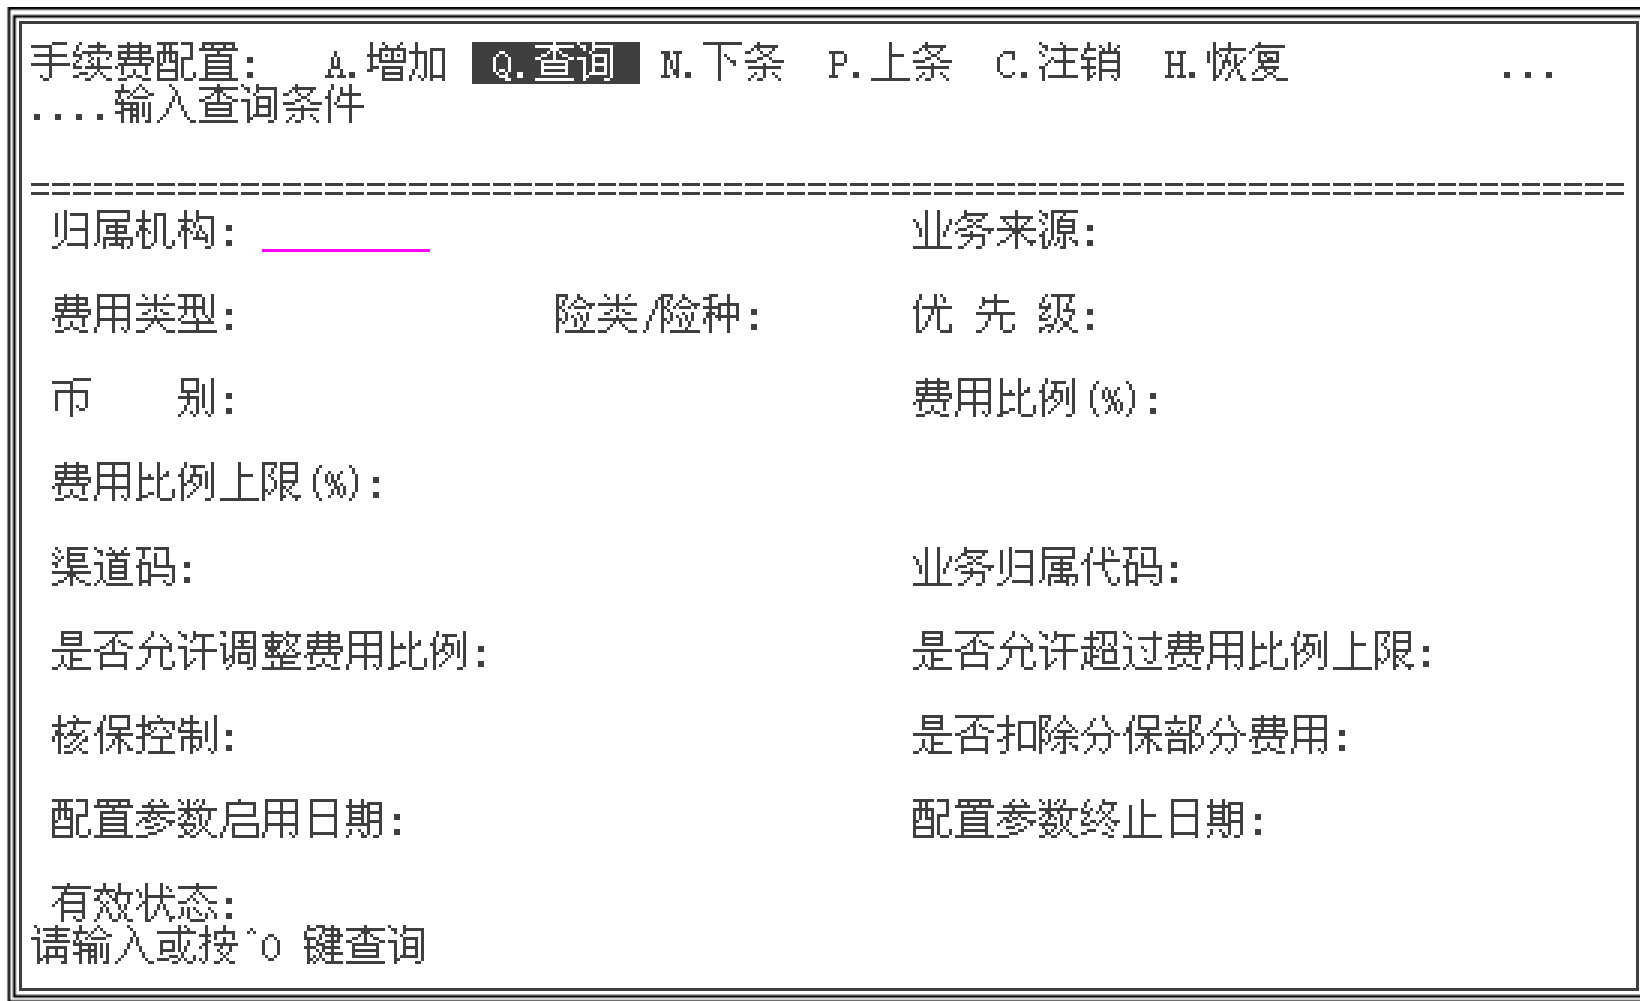 手续费配置:   A.增加  Q.查询 N.下条  P.上条  C.注销  H.恢复          ...
....输入查询条件
============================================================================
归属机构: ________                       业务来源:
费用类型:               险类/险种:       优 先 级:
币    别:                                费用比例(%):
费用比例上限(%):
渠道码:                                  业务归属代码:
是否允许调整费用比例:                    是否允许超过费用比例上限:
核保控制:                                是否扣除分保部分费用:
配置参数启用日期:                        配置参数终止日期:
有效状态:
请输入或按^O 键查询